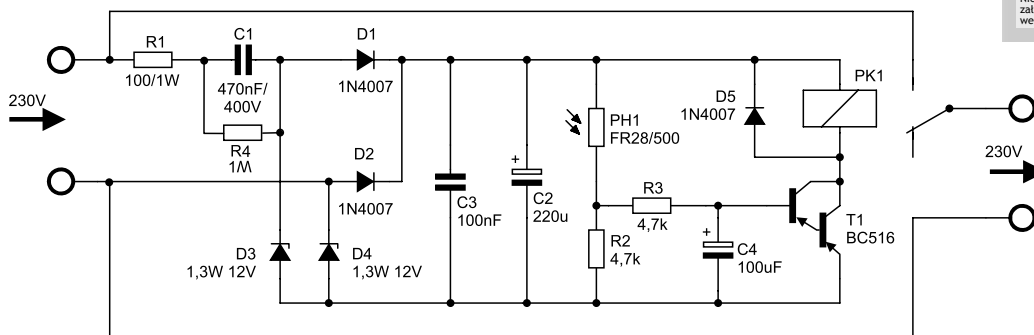 zał
we
R1
100/1W
C1
470nF/
400V
D1
1N4007
230V
R4
1M
D2
1N4007
D3
1,3W 12V
D4
1,3W 12V
C3
100nF
+
C2
220u
PH1
FR28/500
R3
4,7k
R2
4,7k
+
C4
100uF
D5
1N4007
PK1
T1
BC516
230V